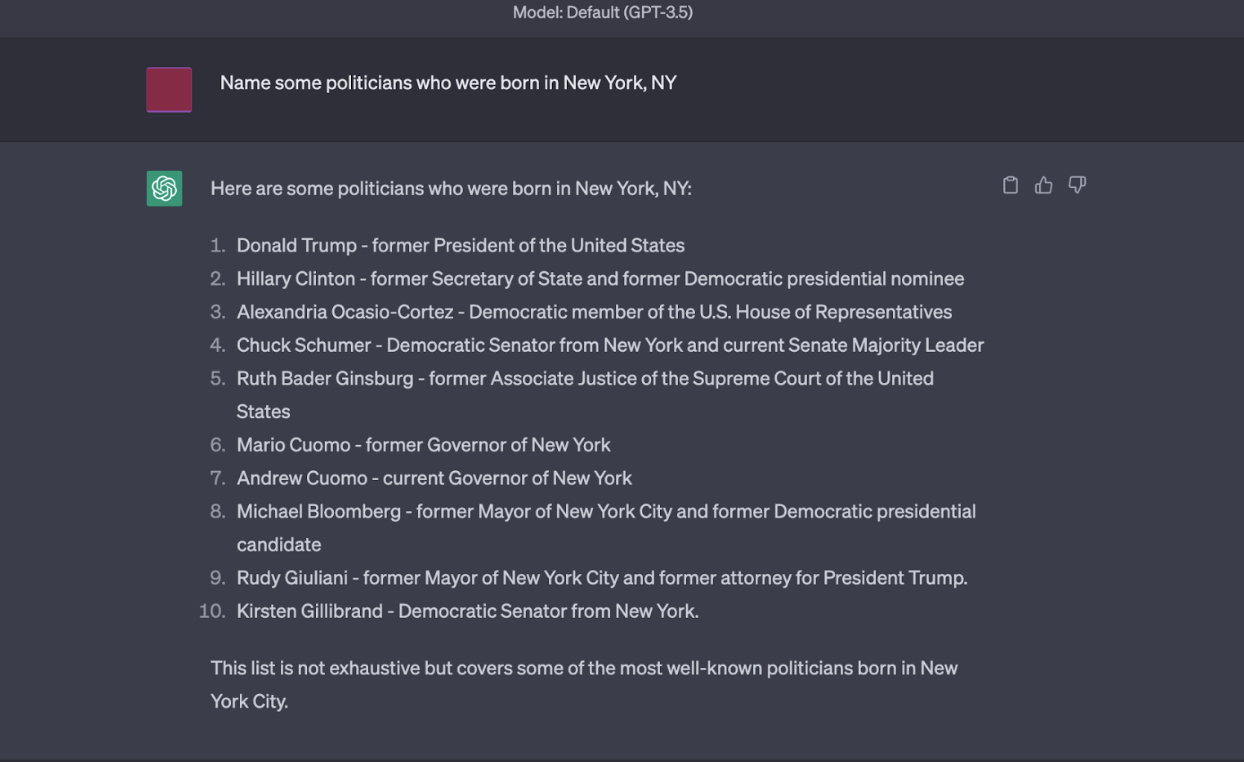 Model: Default (GPT-3.5)
Name some politicians who were born in New York, NY
Here are some politicians who were born in New York, NY:
1. Donald Trump - former President of the United States
2. Hillary Clinton - former Secretary of State and former Democratic presidential nominee
3. Alexandria Ocasio-Cortez - Democratic member of the U.S. House of Representatives
4. Chuck Schumer - Democratic Senator from New York and current Senate Majority Leader
5. Ruth Bader Ginsburg - former Associate Justice of the Supreme Court of the United
States
6. Mario Cuomo - former Governor of New York
7. Andrew Cuomo - current Governor of New York
8. Michael Bloomberg - former Mayor of New York City and former Democratic presidential
candidate
9. Rudy Giuliani - former Mayor of New York City and former attorney for President Trump.
10. Kirsten Gillibrand - Democratic Senator from New York.
This list is not exhaustive but covers some of the most well-known politicians born in New
York City.